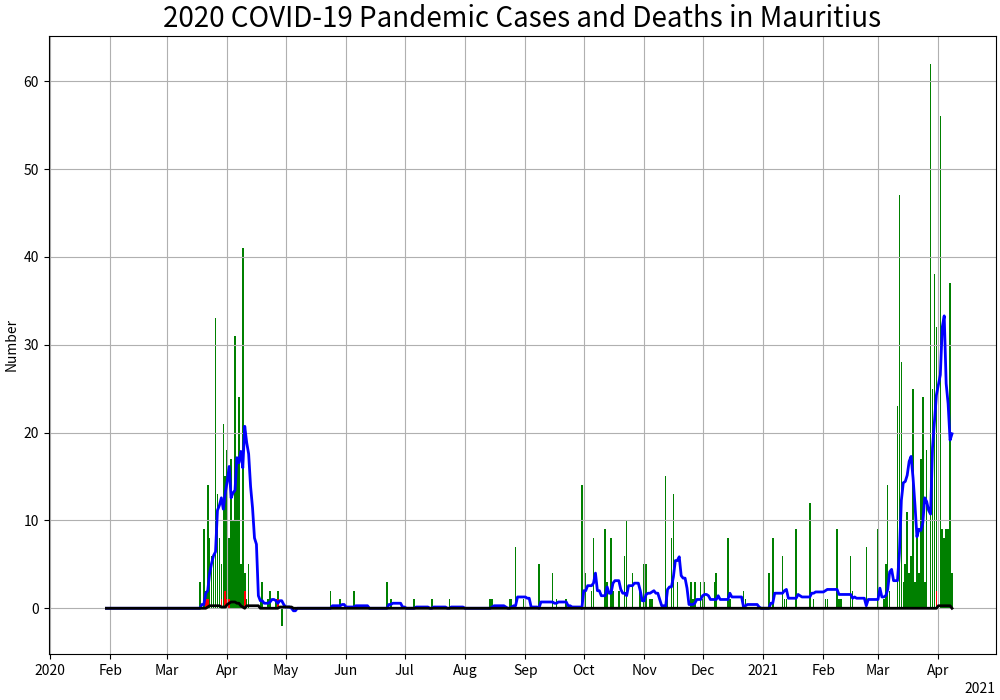 2020 COVID-19 Pandemic Cases and Deaths in Mauritius
Number
60
50
40
30
20
10
0
2020 Feb Mar Apr May Jun Jul Aug Sep Oct Nov Dec 2021 Feb Mar Apr
2021